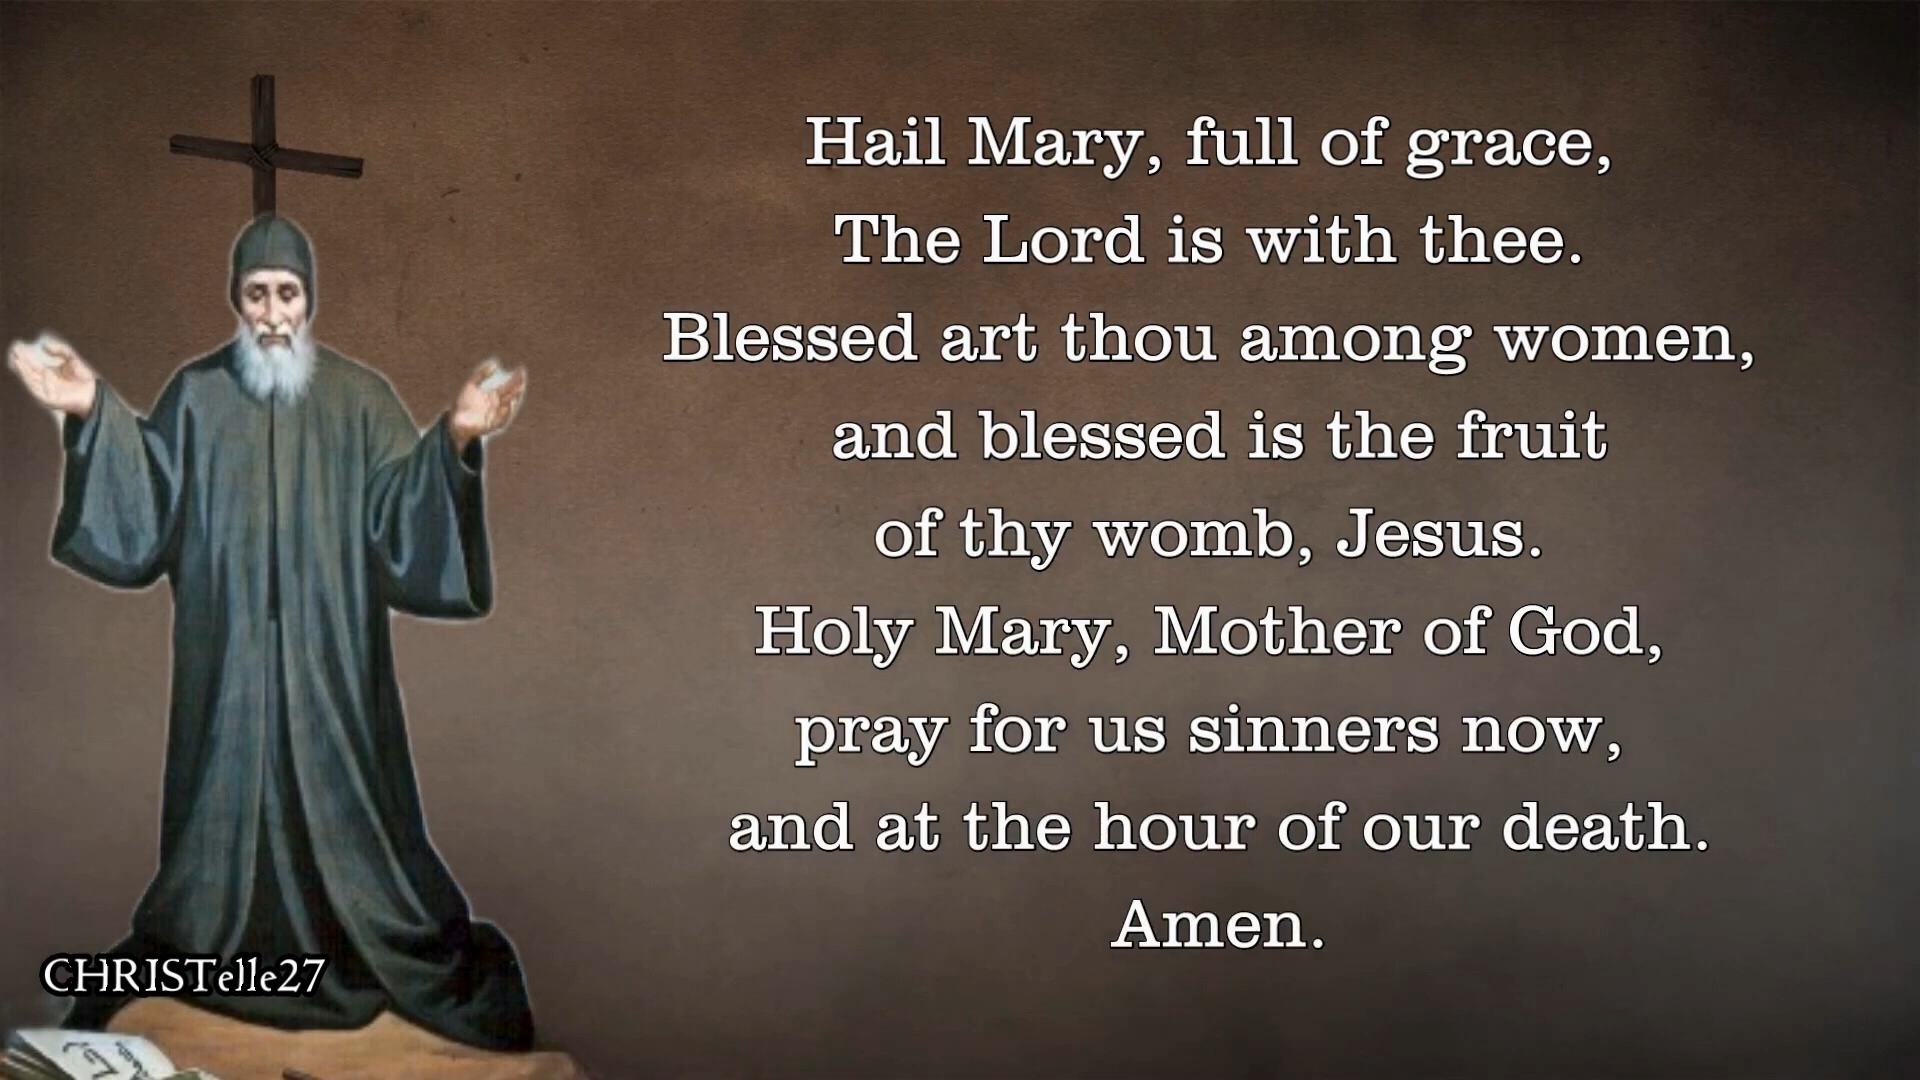 Hail Mary, full of grace,
The Lord is with thee.
Blessed art thou among women,
and blessed is the fruit
of thy womb, Jesus.
Holy Mary, Mother of God,
pray for us sinners now,
and at the hour of our death.
Amen.
CHRISTelle27